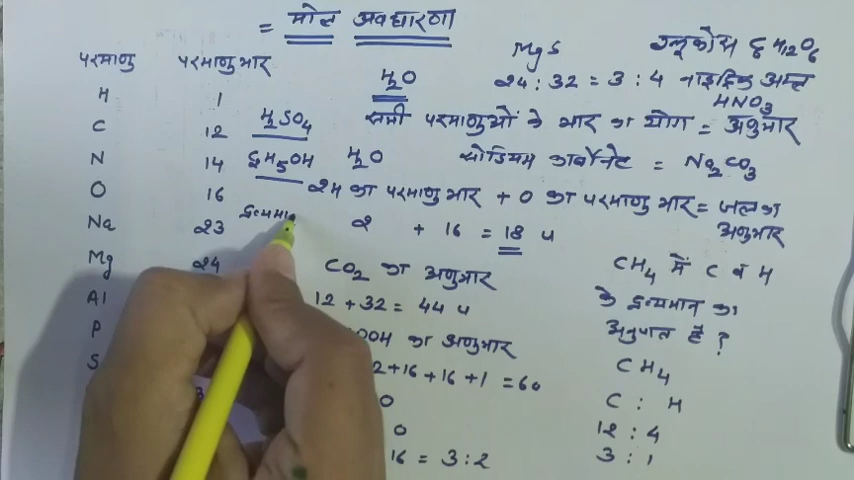 = मोल अवधारणा
परमाणु परमाणुभार
H 1
C 12
N 14
O 16
Na 23
Mg 24
Al
P
S
H₂O
H₂SO₄
C₂H₅OH
MgS
24 : 32 = 3 : 4
ग्लूकोस C₆H₁₂O₆
नाइट्रिक अम्ल
HNO₃
सभी परमाणुओं के भार का योग = अणुभार
H₂O
सोडियम कार्बोनेट = Na₂CO₃
2H का परमाणुभार + O का परमाणुभार = जल का अणुभार
2 + 16 = 18 u
द्रव्यमान
CO₂ का अणुभार
12 + 32 = 44 u
OOH का अणुभार
2 + 16 + 16 + 1 = 60
O
O
16 = 3 : 2
CH₄ में C व H
के द्रव्यमान का
अनुपात है ?
CH₄
C : H
12 : 4
3 : 1